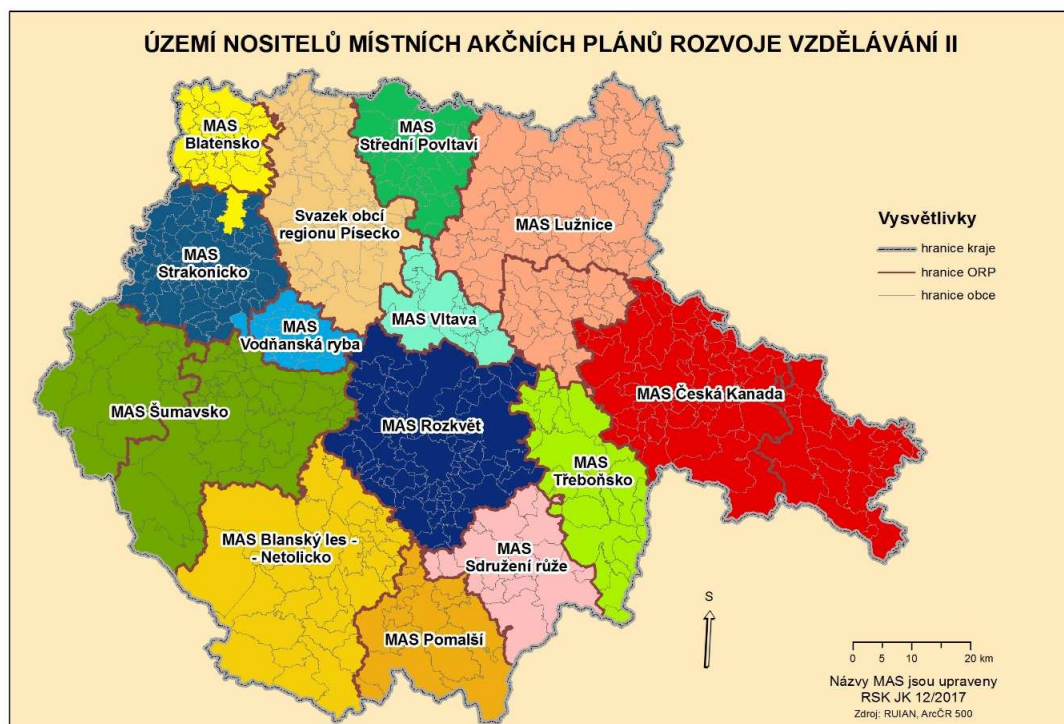 ÚZEMÍ NOSITELŮ MÍSTNÍCH AKČNÍCH PLÁNŮ ROZVOJE VZDĚLÁVÁNÍ II
MAS
Blatensko
MAS
Střední Povltaví
Svazek obcí
regionu Písecko
MAS Lužnice
MAS
Strakonicko
MAS
Vodňanská ryba
MAS Vltava
MAS Šumavsko
MAS Rozkvět
MAS Česká Kanada
MAS
Třeboňsko
MAS Blanský les -
- Netolicko
MAS
Sdružení růže
MAS Pomalší
Vysvětlivky
hranice kraje
hranice ORP
hranice obce
S
0 5 10 20 km
Názvy MAS jsou upraveny
RSK JK 12/2017
Zdroj: RUIAN, ArcČR 500